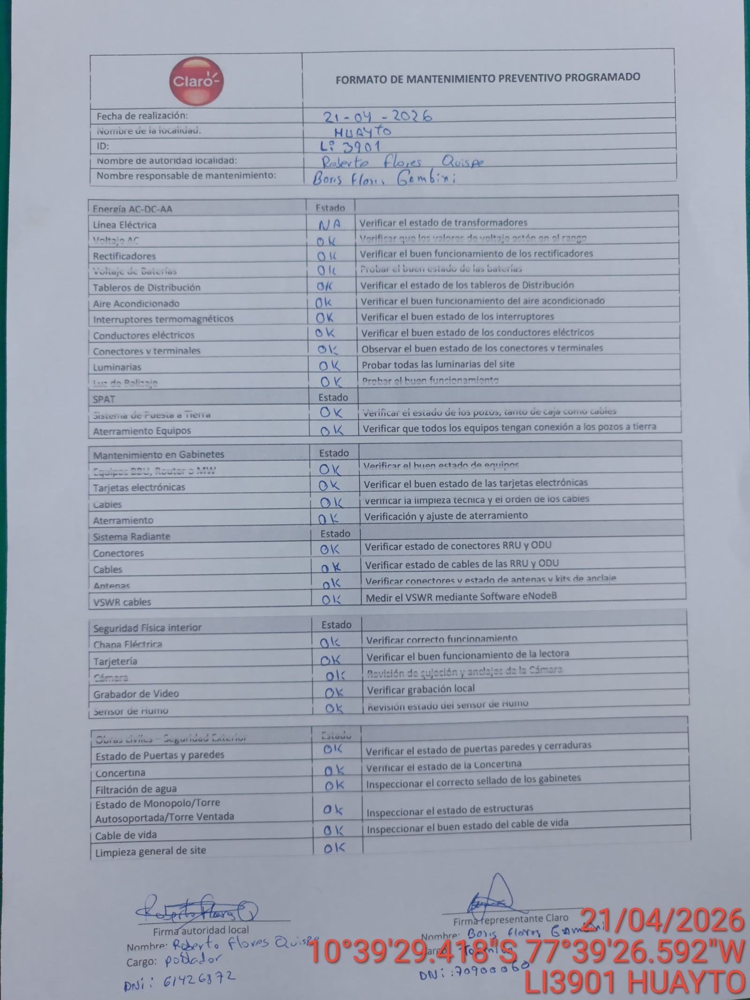 Claro
FORMATO DE MANTENIMIENTO PREVENTIVO PROGRAMADO
Fecha de realización: 21-04-2026
Nombre de la localidad. HUAYTO
ID: Li 3901
Nombre de autoridad localidad: Roberto Flores Quispe
Nombre responsable de mantenimiento: Boris Flores Gambini
Energía AC-DC-AA Estado
Línea Eléctrica NA Verificar el estado de transformadores
Voltaje AC OK Verificar que los valores de voltaje estén en el rango
Rectificadores OK Verificar el buen funcionamiento de los rectificadores
Voltaje de Baterías OK Probar el buen estado de las baterías
Tableros de Distribución OK Verificar el estado de los tableros de Distribución
Aire Acondicionado OK Verificar el buen funcionamiento del aire acondicionado
Interruptores termomagnéticos OK Verificar el buen estado de los interruptores
Conductores eléctricos OK Verificar el buen estado de los conductores eléctricos
Conectores y terminales OK Observar el buen estado de los conectores y terminales
Luminarias OK Probar todas las luminarias del site
Luz de Balizaje OK Probar el buen funcionamiento
SPAT Estado
Sistema de Puesta a Tierra OK Verificar el estado de los pozos, tanto de caja como cables
Aterramiento Equipos OK Verificar que todos los equipos tengan conexión a los pozos a tierra
Mantenimiento en Gabinetes Estado
Equipos BBU, Router o MW OK Verificar el buen estado de equipos
Tarjetas electrónicas OK Verificar el buen estado de las tarjetas electrónicas
Cables OK Verificar la limpieza técnica y el orden de los cables
Aterramiento OK Verificación y ajuste de aterramiento
Sistema Radiante Estado
Conectores OK Verificar estado de conectores RRU y ODU
Cables OK Verificar estado de cables de las RRU y ODU
Antenas OK Verificar conectores y estado de antenas y kits de anclaje
VSWR cables OK Medir el VSWR mediante Software eNodeB
Seguridad Física interior Estado
Chapa Eléctrica OK Verificar correcto funcionamiento
Tarjetería OK Verificar el buen funcionamiento de la lectora
Cámara OK Revisión de sujeción y anclajes de la Cámara
Grabador de Video OK Verificar grabación local
Sensor de Humo OK Revisión estado del sensor de Humo
Obras civiles – Seguridad Exterior Estado
Estado de Puertas y paredes OK Verificar el estado de puertas paredes y cerraduras
Concertina OK Verificar el estado de la Concertina
Filtración de agua OK Inspeccionar el correcto sellado de los gabinetes
Estado de Monopolo/Torre
Autosoportada/Torre Ventada OK Inspeccionar el estado de estructuras
Cable de vida OK Inspeccionar el buen estado del cable de vida
Limpieza general de site OK
Roberto Flores Q
Firma autoridad local
Nombre: Roberto Flores Quispe
Cargo: poblador
DNi: 61426872
Firma representante Claro
Nombre: Boris Flores Gambini
Cargo:
DNi: 70900060
21/04/2026
10°39'29.418"S 77°39'26.592"W
LI3901 HUAYTO